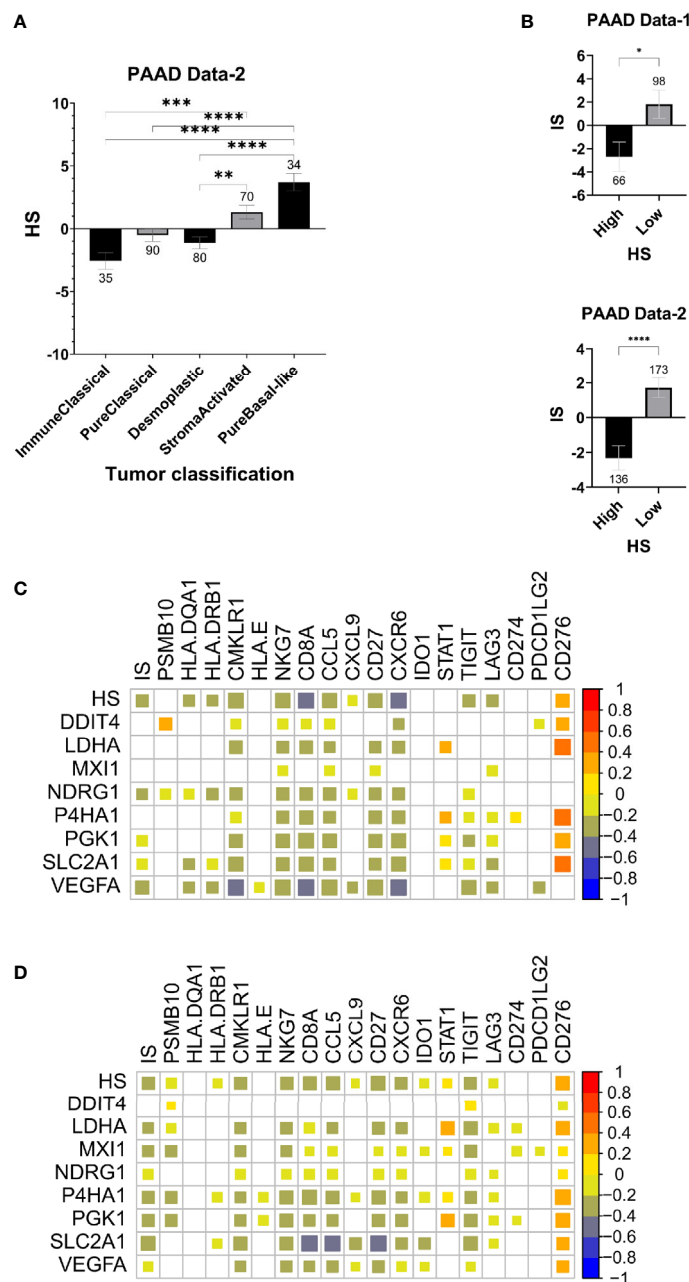 A
PAAD Data-2
HS
10
5
0
-5
-10
***
****
****
****
**
35
90
80
70
34
ImmuneClassical
PureClassical
Desmoplastic
StromaActivated
PureBasal-like
Tumor classification
B
PAAD Data-1
IS
6
4
2
0
-2
-4
-6
*
66
98
High
Low
HS
PAAD Data-2
IS
4
2
0
-2
-4
****
136
173
High
Low
HS
C
IS
PSMB10
HLA.DQA1
HLA.DRB1
CMKLR1
HLA.E
NKG7
CD8A
CCL5
CXCL9
CD27
CXCR6
IDO1
STAT1
TIGIT
LAG3
CD274
PDCD1LG2
CD276
HS
DDIT4
LDHA
MXI1
NDRG1
P4HA1
PGK1
SLC2A1
VEGFA
1
0.8
0.6
0.4
0.2
0
−0.2
−0.4
−0.6
−0.8
−1
D
IS
PSMB10
HLA.DQA1
HLA.DRB1
CMKLR1
HLA.E
NKG7
CD8A
CCL5
CXCL9
CD27
CXCR6
IDO1
STAT1
TIGIT
LAG3
CD274
PDCD1LG2
CD276
HS
DDIT4
LDHA
MXI1
NDRG1
P4HA1
PGK1
SLC2A1
VEGFA
1
0.8
0.6
0.4
0.2
0
−0.2
−0.4
−0.6
−0.8
−1